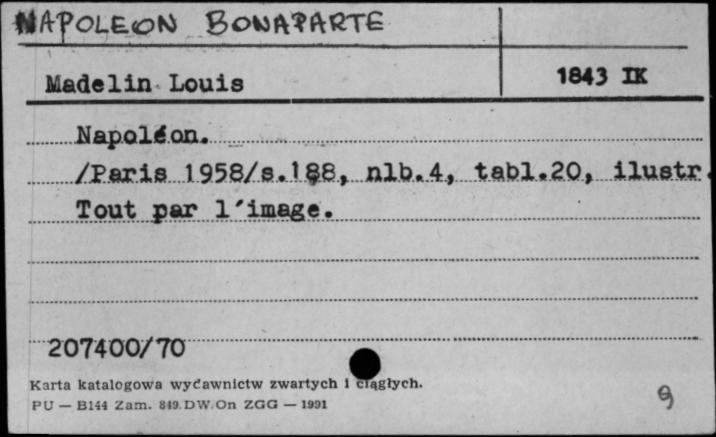 NAPOLEON BONAPARTE
Madelin Louis 1843 IK
Napoléon.
/Paris 1958/s.188, nlb.4, tabl.20, ilustr.
Tout par l'image.
207400/70
Karta katalogowa wydawnictw zwartych i ciągłych.
PU — B144 Zam. 849.DW.On ZGG — 1991